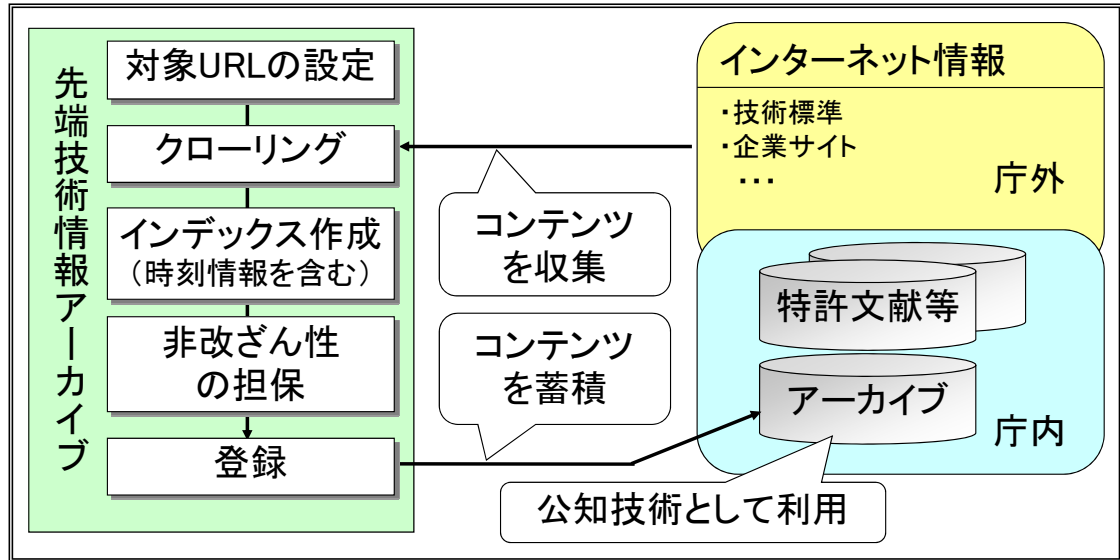 先端技術情報アーカイブ
対象URLの設定
クローリング
インデックス作成
（時刻情報を含む）
非改ざん性
の担保
登録
コンテンツ
を収集
コンテンツ
を蓄積
インターネット情報
・技術標準
・企業サイト
・・・
庁外
特許文献等
アーカイブ
庁内
公知技術として利用